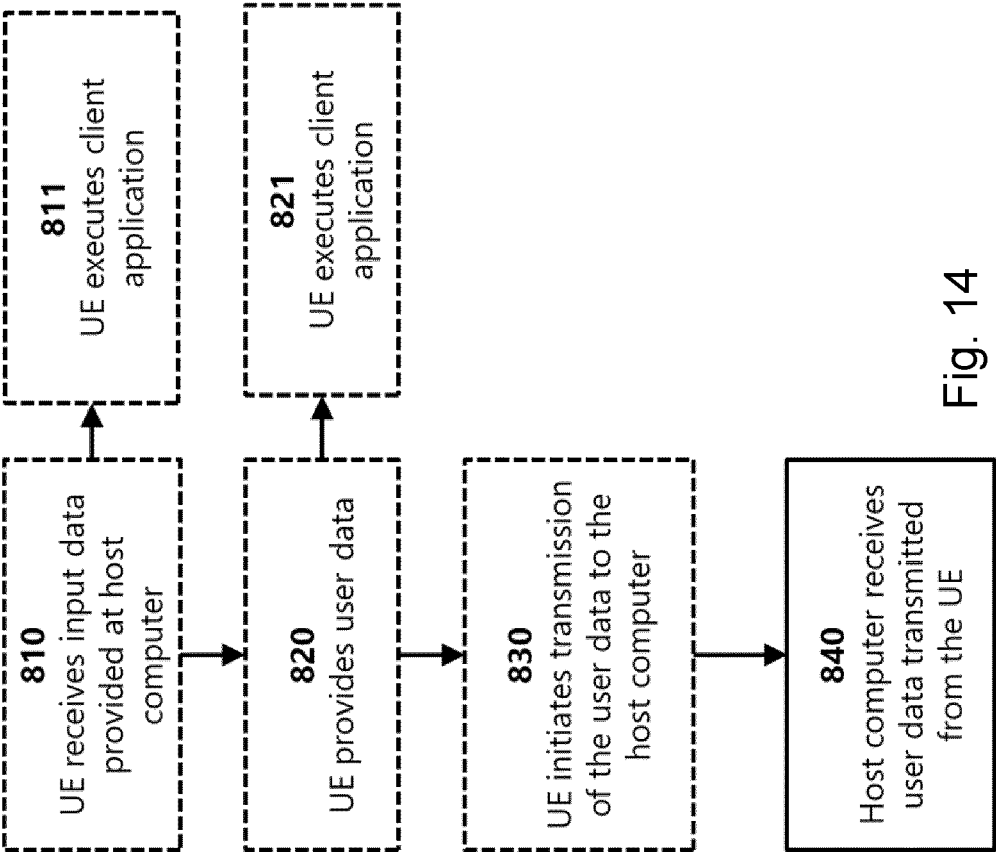 810
UE receives input data
provided at host
computer
811
UE executes client
application
820
UE provides user data
821
UE executes client
application
830
UE initiates transmission
of the user data to the
host computer
840
Host computer receives
user data transmitted
from the UE
Fig. 14